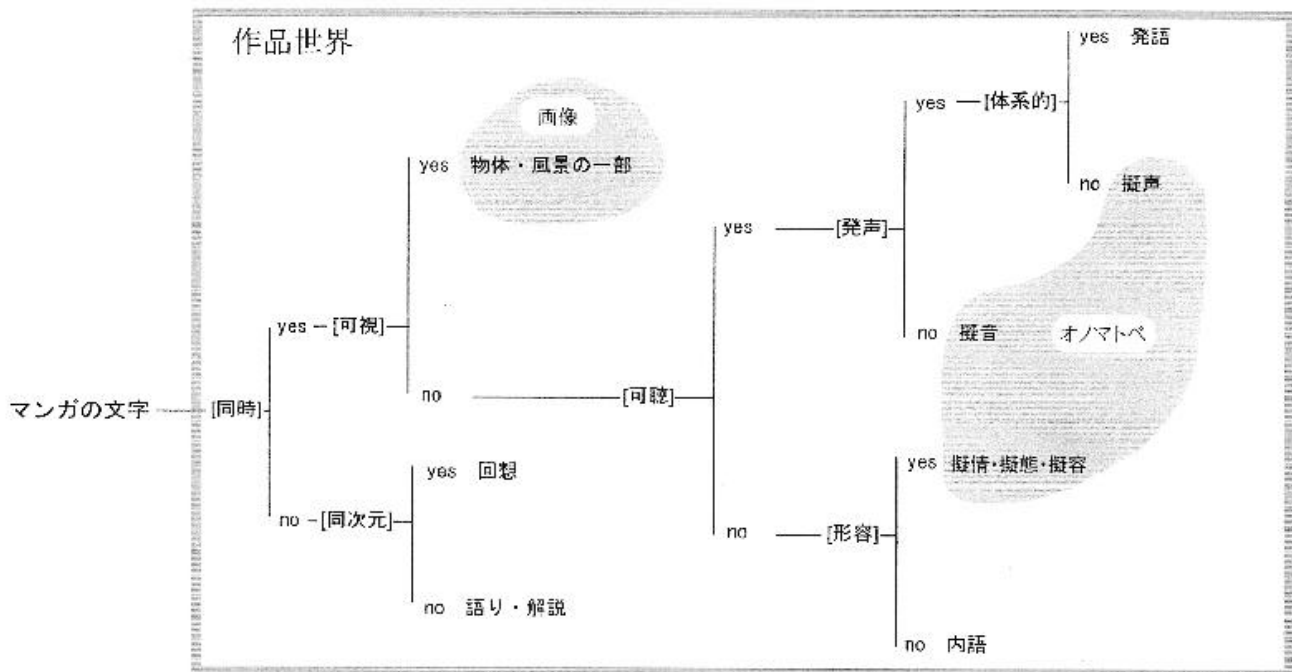 作品世界
yes 発語
yes [体系的]
画像
yes 物体・風景の一部
no 擬声
yes [発声]
yes [可視]
no 擬音 オノマトペ
no [可聴]
マンガの文字 [同時]
yes 回想
yes 擬情・擬態・擬容
no [同次元]
no [形容]
no 語り・解説
no 内語